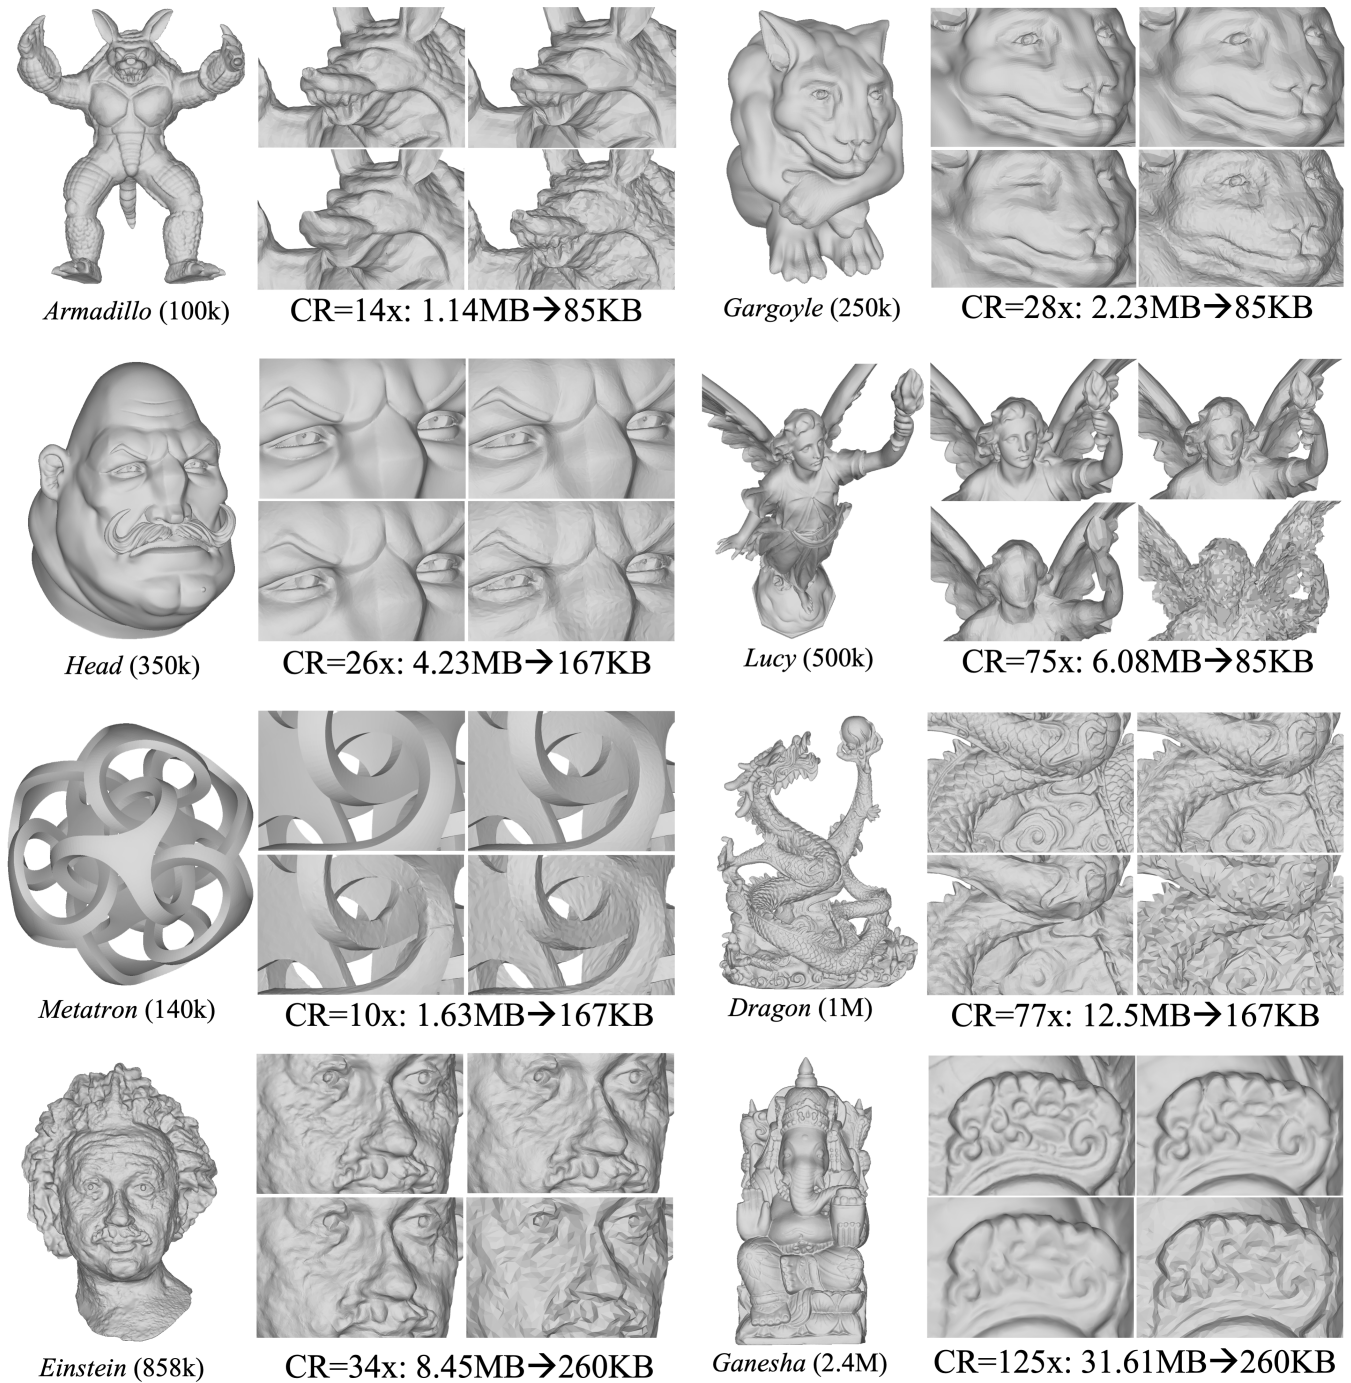 Armadillo (100k)
CR=14x: 1.14MB→85KB
Gargoyle (250k)
CR=28x: 2.23MB→85KB
Head (350k)
CR=26x: 4.23MB→167KB
Lucy (500k)
CR=75x: 6.08MB→85KB
Metatron (140k)
CR=10x: 1.63MB→167KB
Dragon (1M)
CR=77x: 12.5MB→167KB
Einstein (858k)
CR=34x: 8.45MB→260KB
Ganesha (2.4M)
CR=125x: 31.61MB→260KB